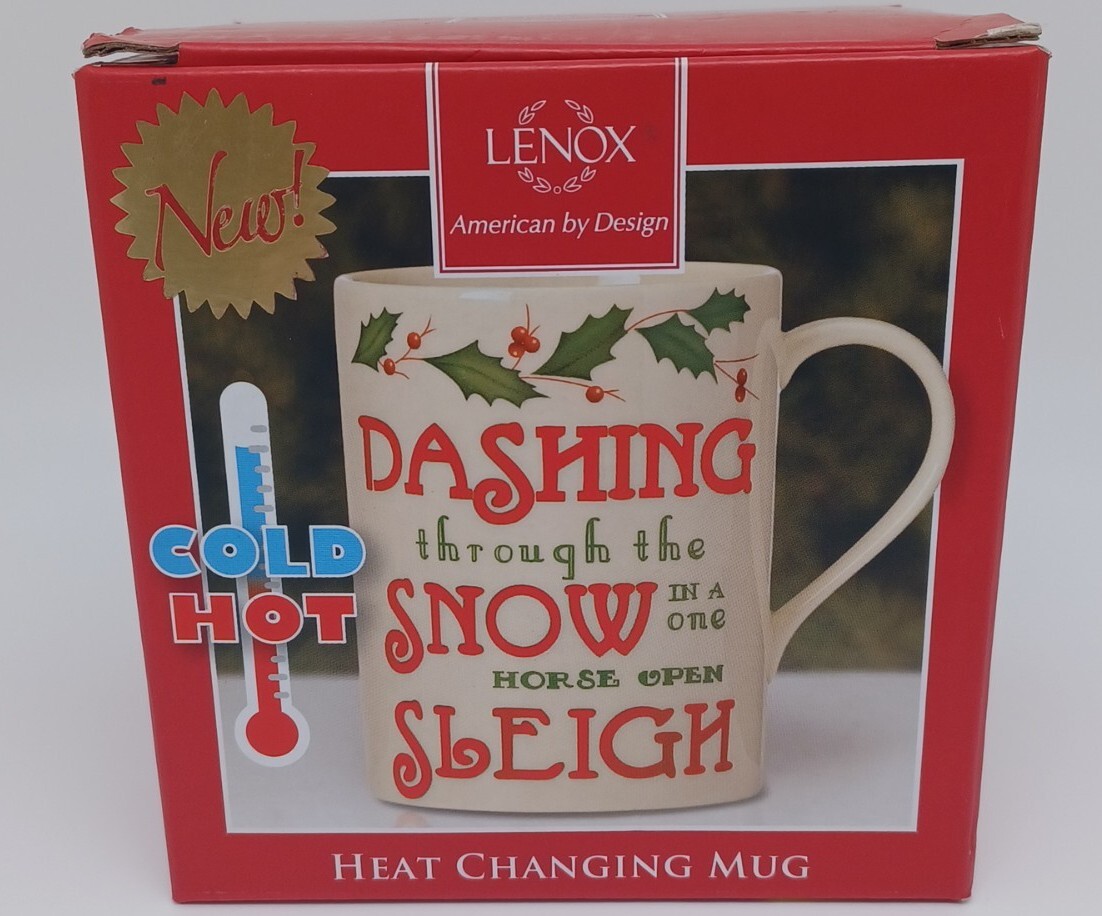 LENOX
American by Design
New!
COLD
HOT
DASHING
through the
SNOW IN A
one
HORSE OPEN
SLEIGH
HEAT CHANGING MUG